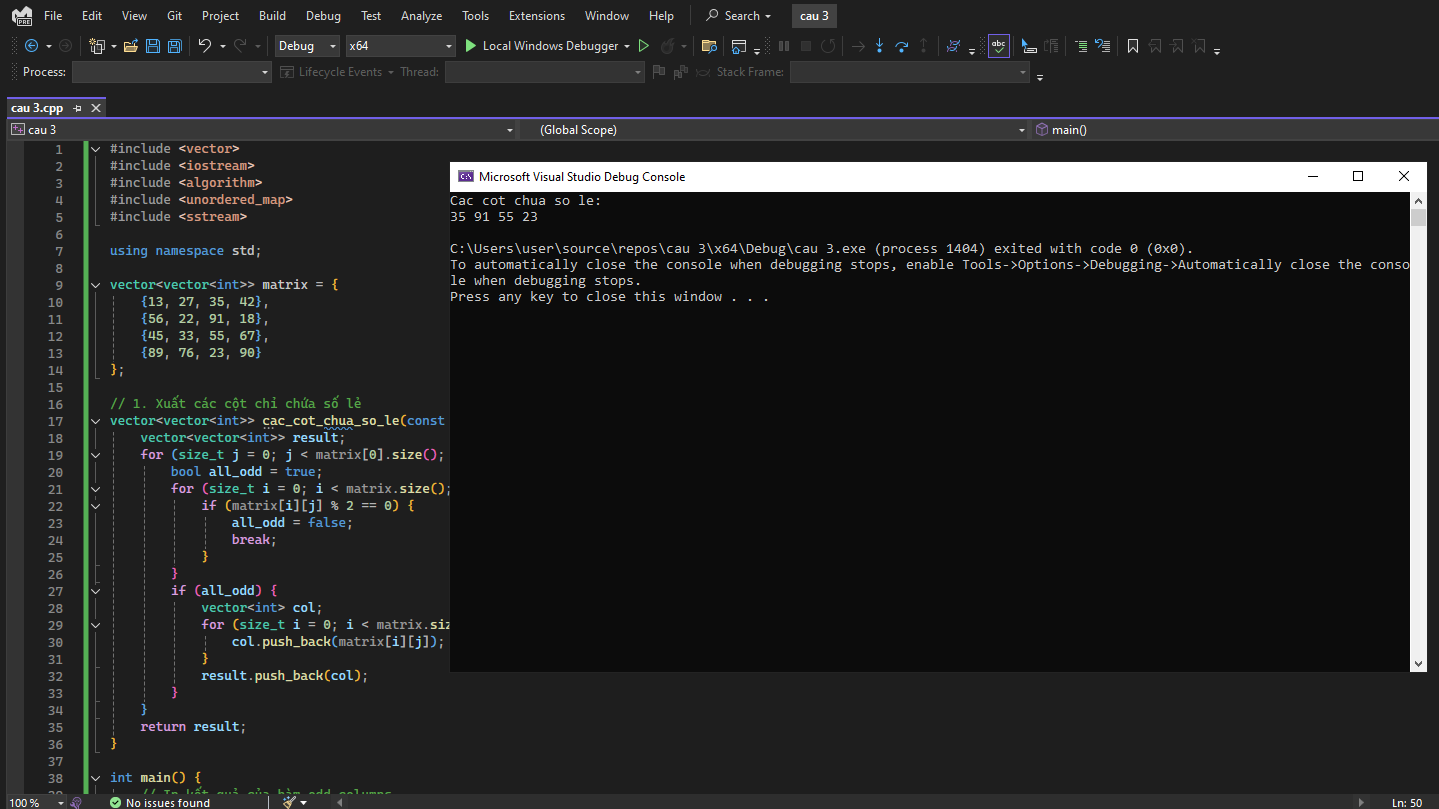 PRE File Edit View Git Project Build Debug Test Analyze Tools Extensions Window Help Search cau 3
Debug x64 Local Windows Debugger abc
Process: Lifecycle Events Thread: Stack Frame:
cau 3.cpp
cau 3 (Global Scope) main()
1 #include <vector>
2 #include <iostream>
3 #include <algorithm>
4 #include <unordered_map>
5 #include <sstream>
6
7 using namespace std;
8
9 vector<vector<int>> matrix = {
10 {13, 27, 35, 42},
11 {56, 22, 91, 18},
12 {45, 33, 55, 67},
13 {89, 76, 23, 90}
14 };
15
16 // 1. Xuất các cột chỉ chứa số lẻ
17 vector<vector<int>> cac_cot_chua_so_le(const
18 vector<vector<int>> result;
19 for (size_t j = 0; j < matrix[0].size();
20 bool all_odd = true;
21 for (size_t i = 0; i < matrix.size();
22 if (matrix[i][j] % 2 == 0) {
23 all_odd = false;
24 break;
25 }
26 }
27 if (all_odd) {
28 vector<int> col;
29 for (size_t i = 0; i < matrix.siz
30 col.push_back(matrix[i][j]);
31 }
32 result.push_back(col);
33 }
34 }
35 return result;
36 }
37
38 int main() {
39 // In kết quả của hàm odd_columns
Microsoft Visual Studio Debug Console
Cac cot chua so le:
35 91 55 23
C:\Users\user\source\repos\cau 3\x64\Debug\cau 3.exe (process 1404) exited with code 0 (0x0).
To automatically close the console when debugging stops, enable Tools->Options->Debugging->Automatically close the conso
le when debugging stops.
Press any key to close this window . . .
100 % No issues found Ln: 50